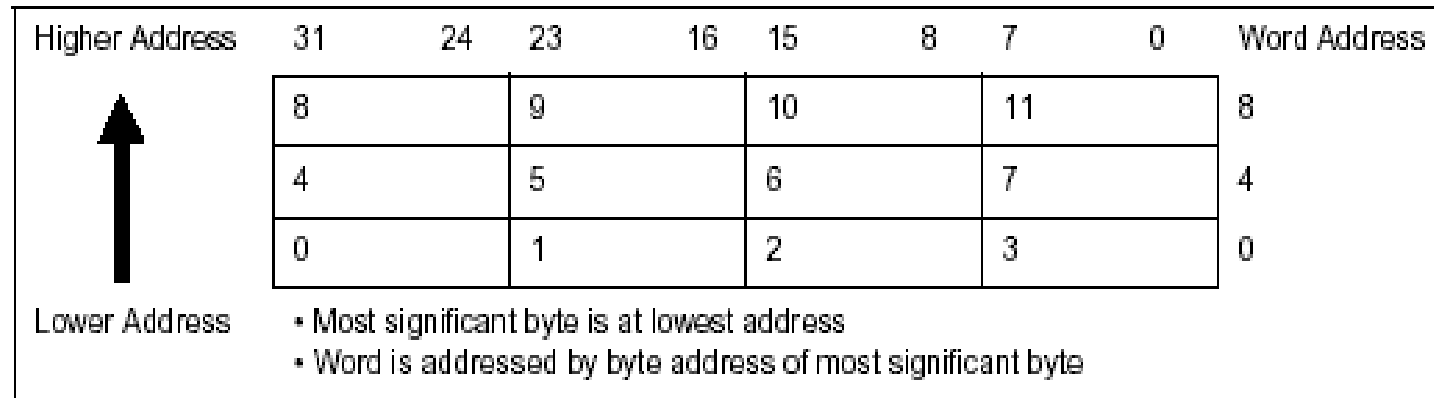 Higher Address 31 24 23 16 15 8 7 0 Word Address
8 9 10 11 8
4 5 6 7 4
0 1 2 3 0
Lower Address • Most significant byte is at lowest address
• Word is addressed by byte address of most significant byte